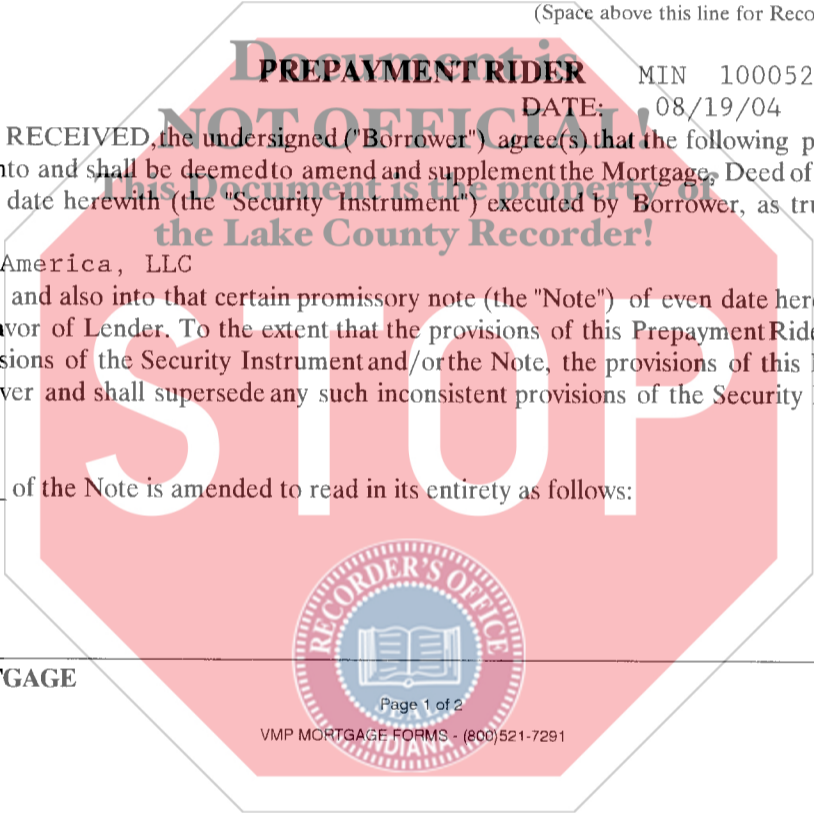 (Space above this line for Reco
Document is
PREPAYMENT RIDER MIN 100052
DATE: 08/19/04
NOT OFFICIAL!
RECEIVED, the undersigned ("Borrower") agree(s) that the following p
nto and shall be deemed to amend and supplement the Mortgage, Deed of
This Document is the property of
date herewith (the "Security Instrument") executed by Borrower, as tru
the Lake County Recorder!
America, LLC
and also into that certain promissory note (the "Note") of even date here
avor of Lender. To the extent that the provisions of this Prepayment Ride
sions of the Security Instrument and/or the Note, the provisions of this
ver and shall supersede any such inconsistent provisions of the Security
STOP
of the Note is amended to read in its entirety as follows:
RECORDER'S OFFICE
TGAGE
Page 1 of 2
SEAL
VMP MORTGAGE FORMS - (800)521-7291
INDIANA